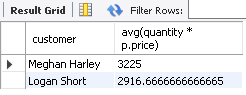 Result Grid Filter Rows:
customer avg(quantity *
p.price)
Meghan Harley 3225
Logan Short 2916.6666666666665